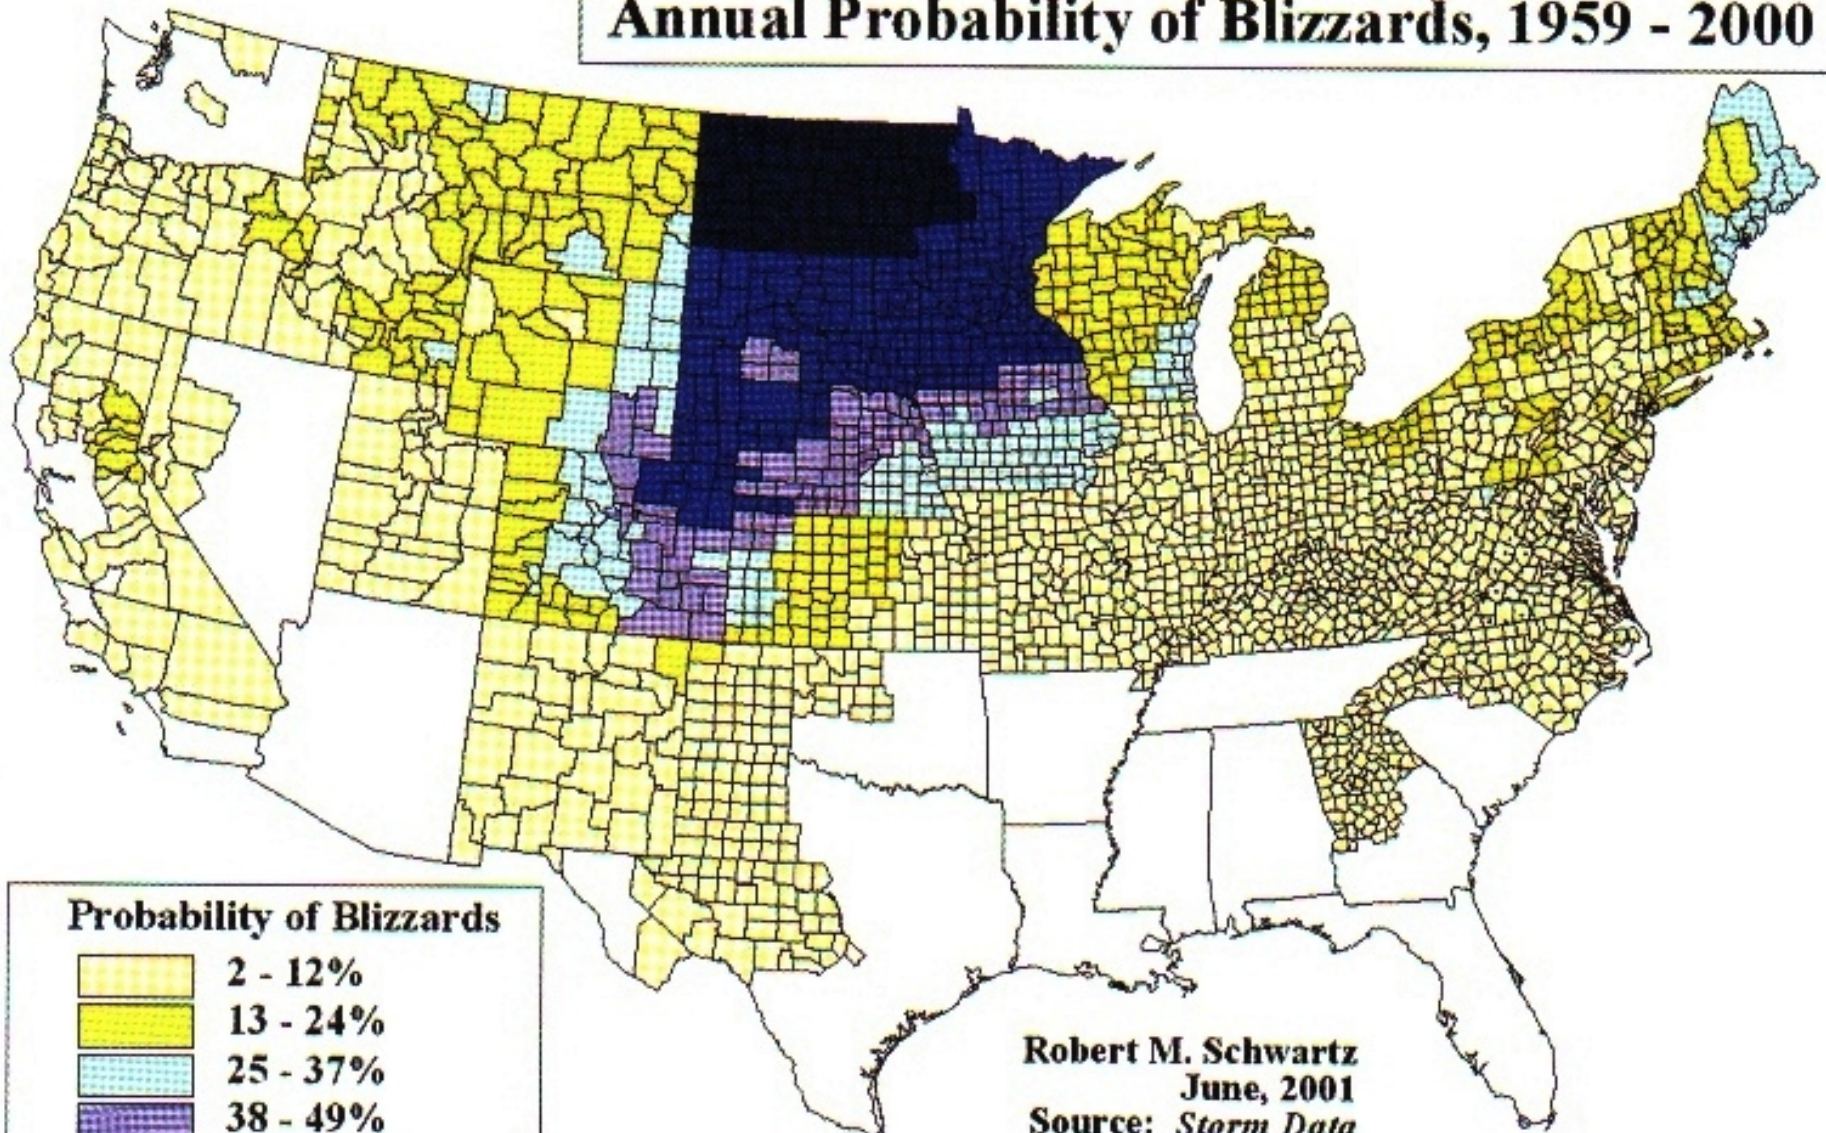 Annual Probability of Blizzards, 1959 - 2000
Probability of Blizzards
2 - 12%
13 - 24%
25 - 37%
38 - 49%
Robert M. Schwartz
June, 2001
Source: Storm Data